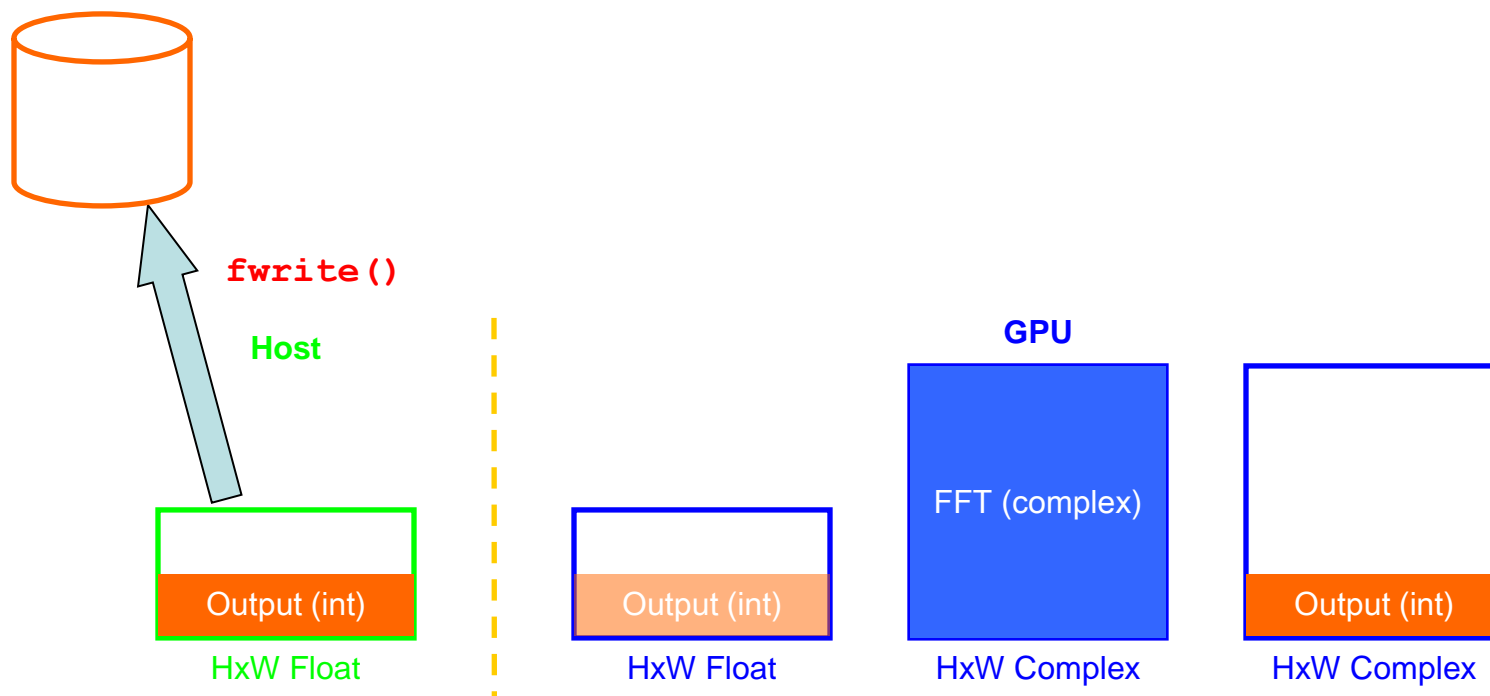 fwrite()
Host
GPU
FFT (complex)
Output (int)
Output (int)
Output (int)
HxW Float
HxW Float
HxW Complex
HxW Complex